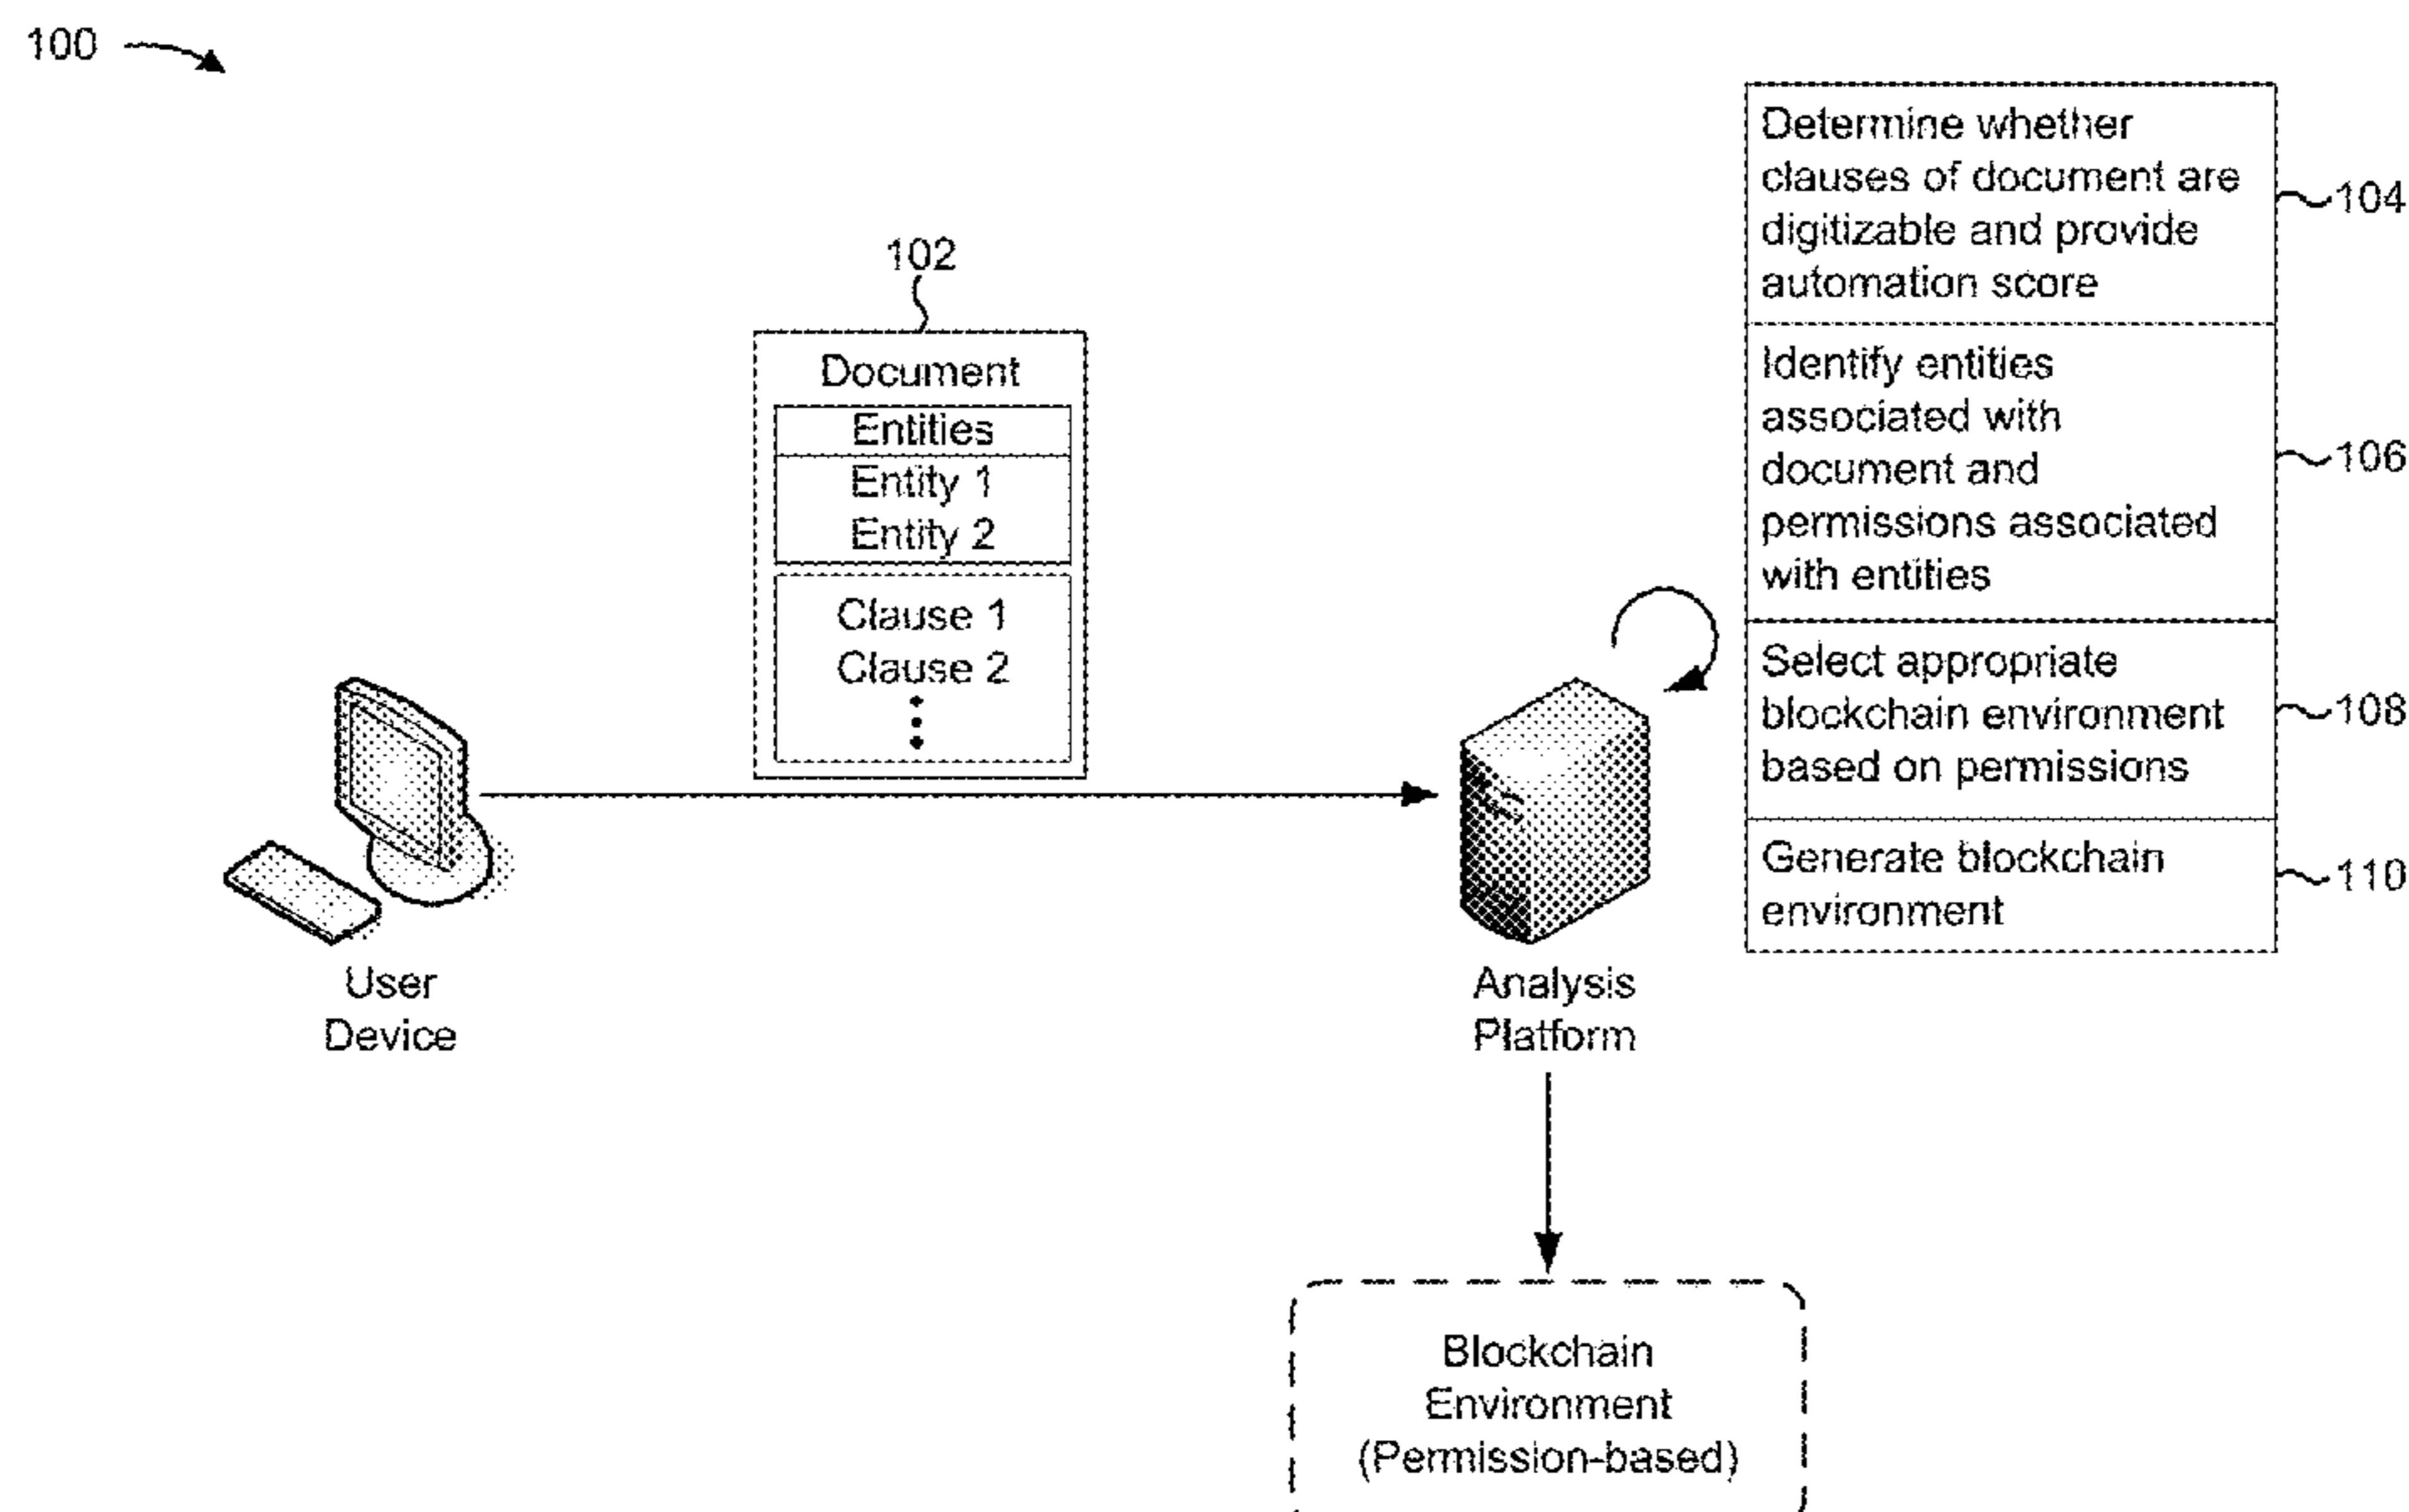 100
102
Document
Entities
Entity 1
Entity 2
Clause 1
Clause 2
User
Device
Analysis
Platform
Determine whether
clauses of document are
digitizable and provide
automation score
104
Identify entities
associated with
document and
permissions associated
with entities
106
Select appropriate
blockchain environment
based on permissions
108
Generate blockchain
environment
110
Blockchain
Environment
(Permission-based)